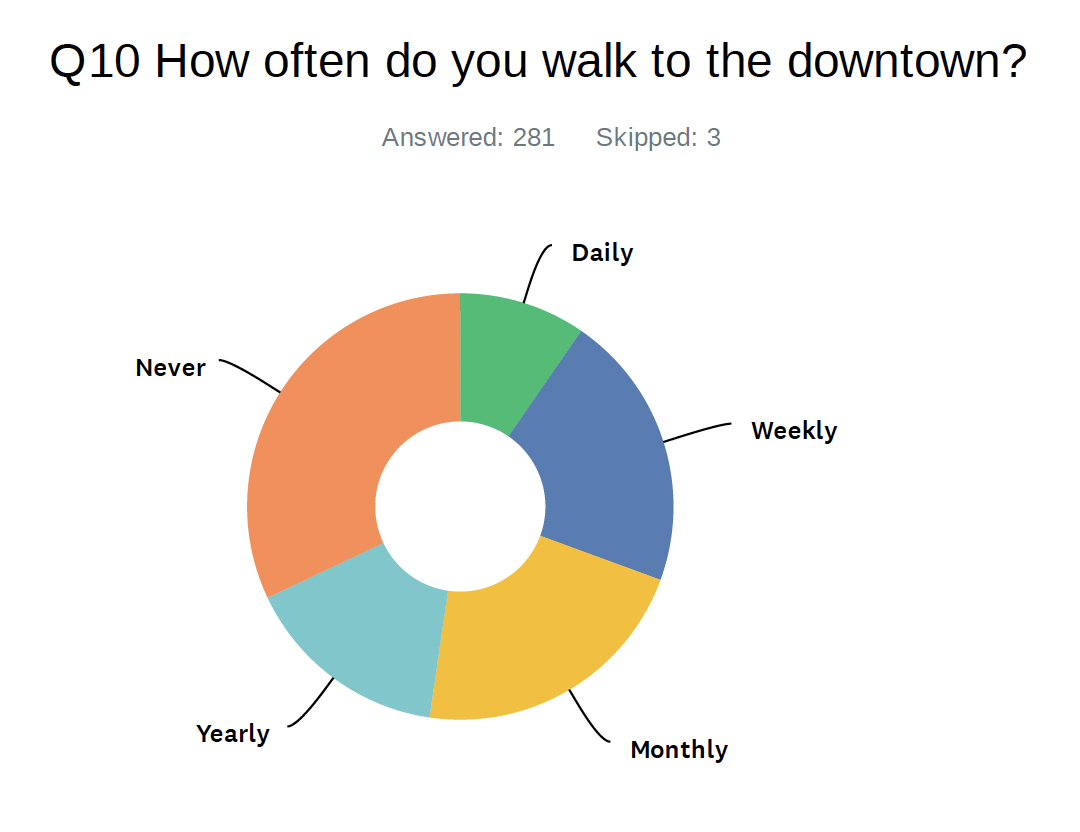 Q10 How often do you walk to the downtown?
Answered: 281 Skipped: 3
Daily
Never
Weekly
Yearly
Monthly